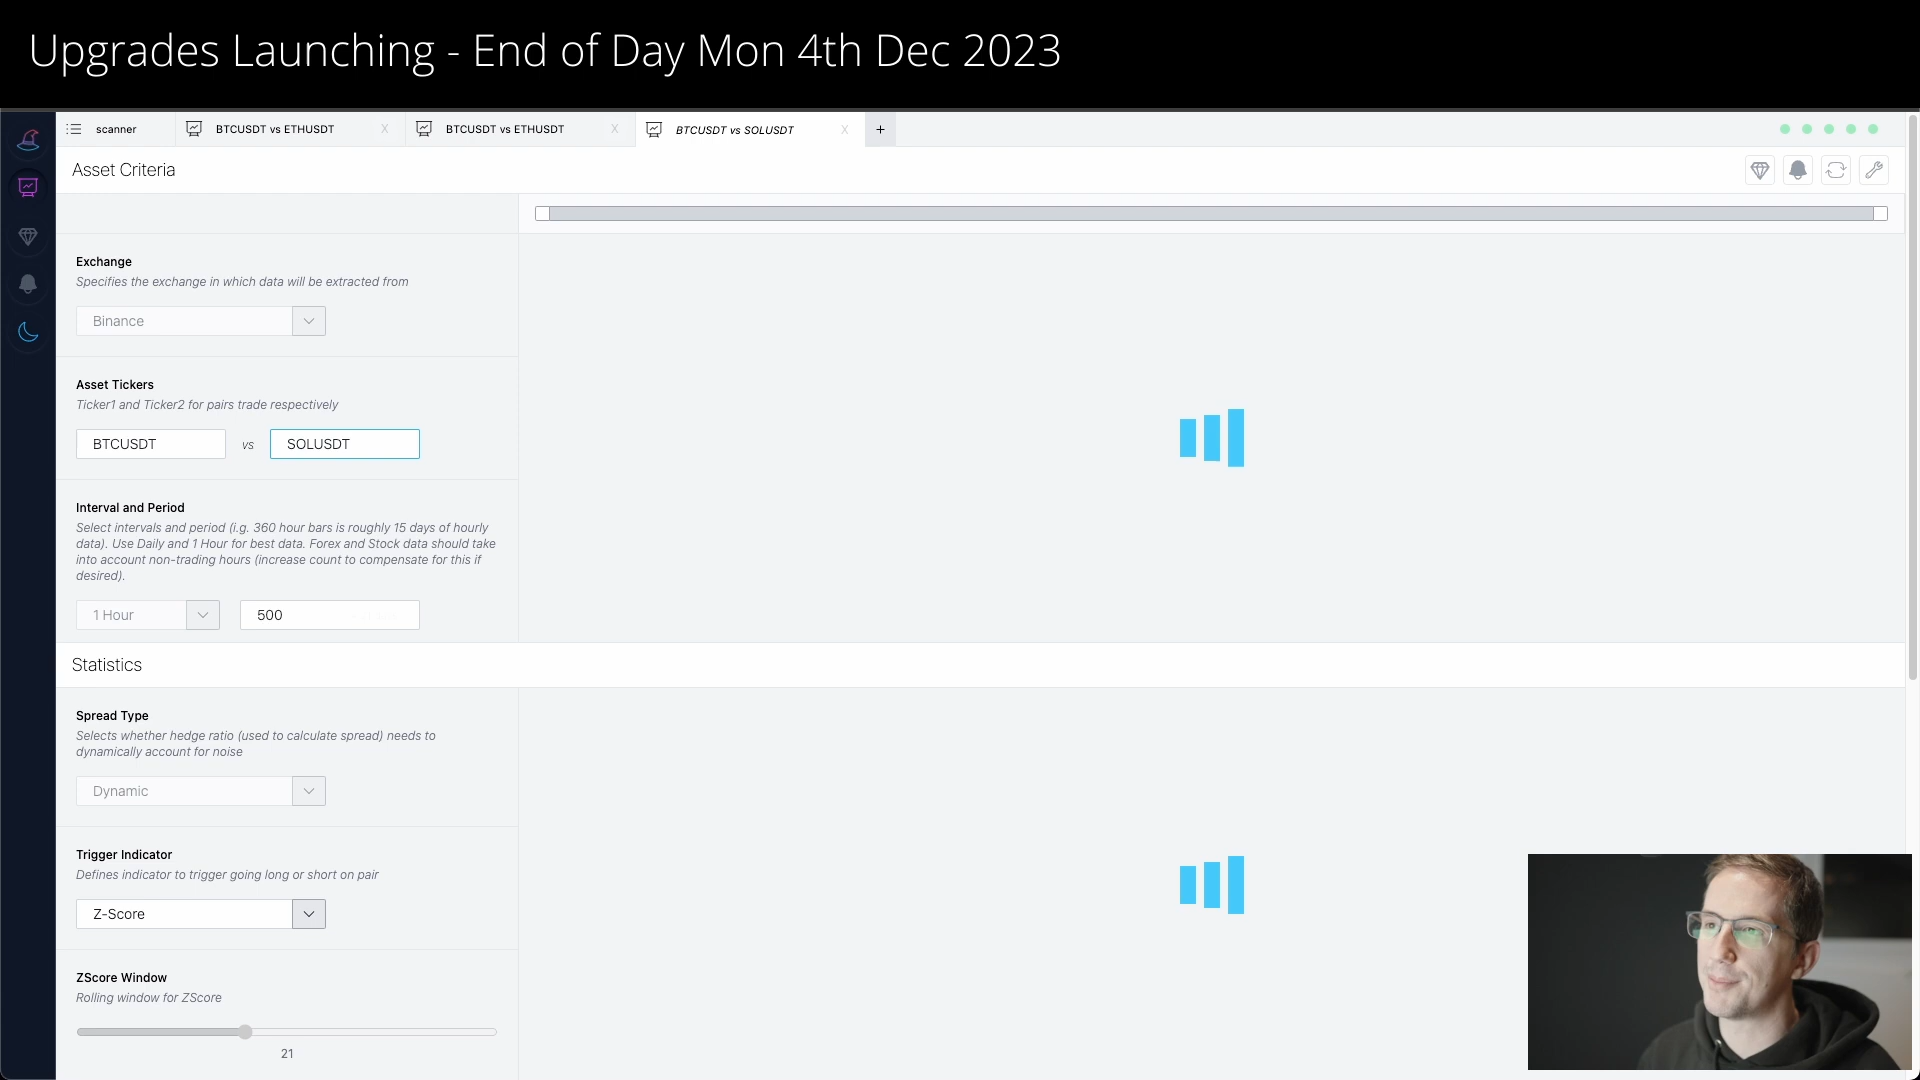 Upgrades Launching - End of Day Mon 4th Dec 2023
scanner
BTCUSDT vs ETHUSDT X
BTCUSDT vs ETHUSDT X
BTCUSDT vs SOLUSDT X
+
Asset Criteria
Exchange
Specifies the exchange in which data will be extracted from
Binance
Asset Tickers
Ticker1 and Ticker2 for pairs trade respectively
BTCUSDT vs SOLUSDT
Interval and Period
Select intervals and period (i.g. 360 hour bars is roughly 15 days of hourly
data). Use Daily and 1 Hour for best data. Forex and Stock data should take
into account non-trading hours (increase count to compensate for this if
desired).
1 Hour 500
Statistics
Spread Type
Selects whether hedge ratio (used to calculate spread) needs to
dynamically account for noise
Dynamic
Trigger Indicator
Defines indicator to trigger going long or short on pair
Z-Score
ZScore Window
Rolling window for ZScore
21